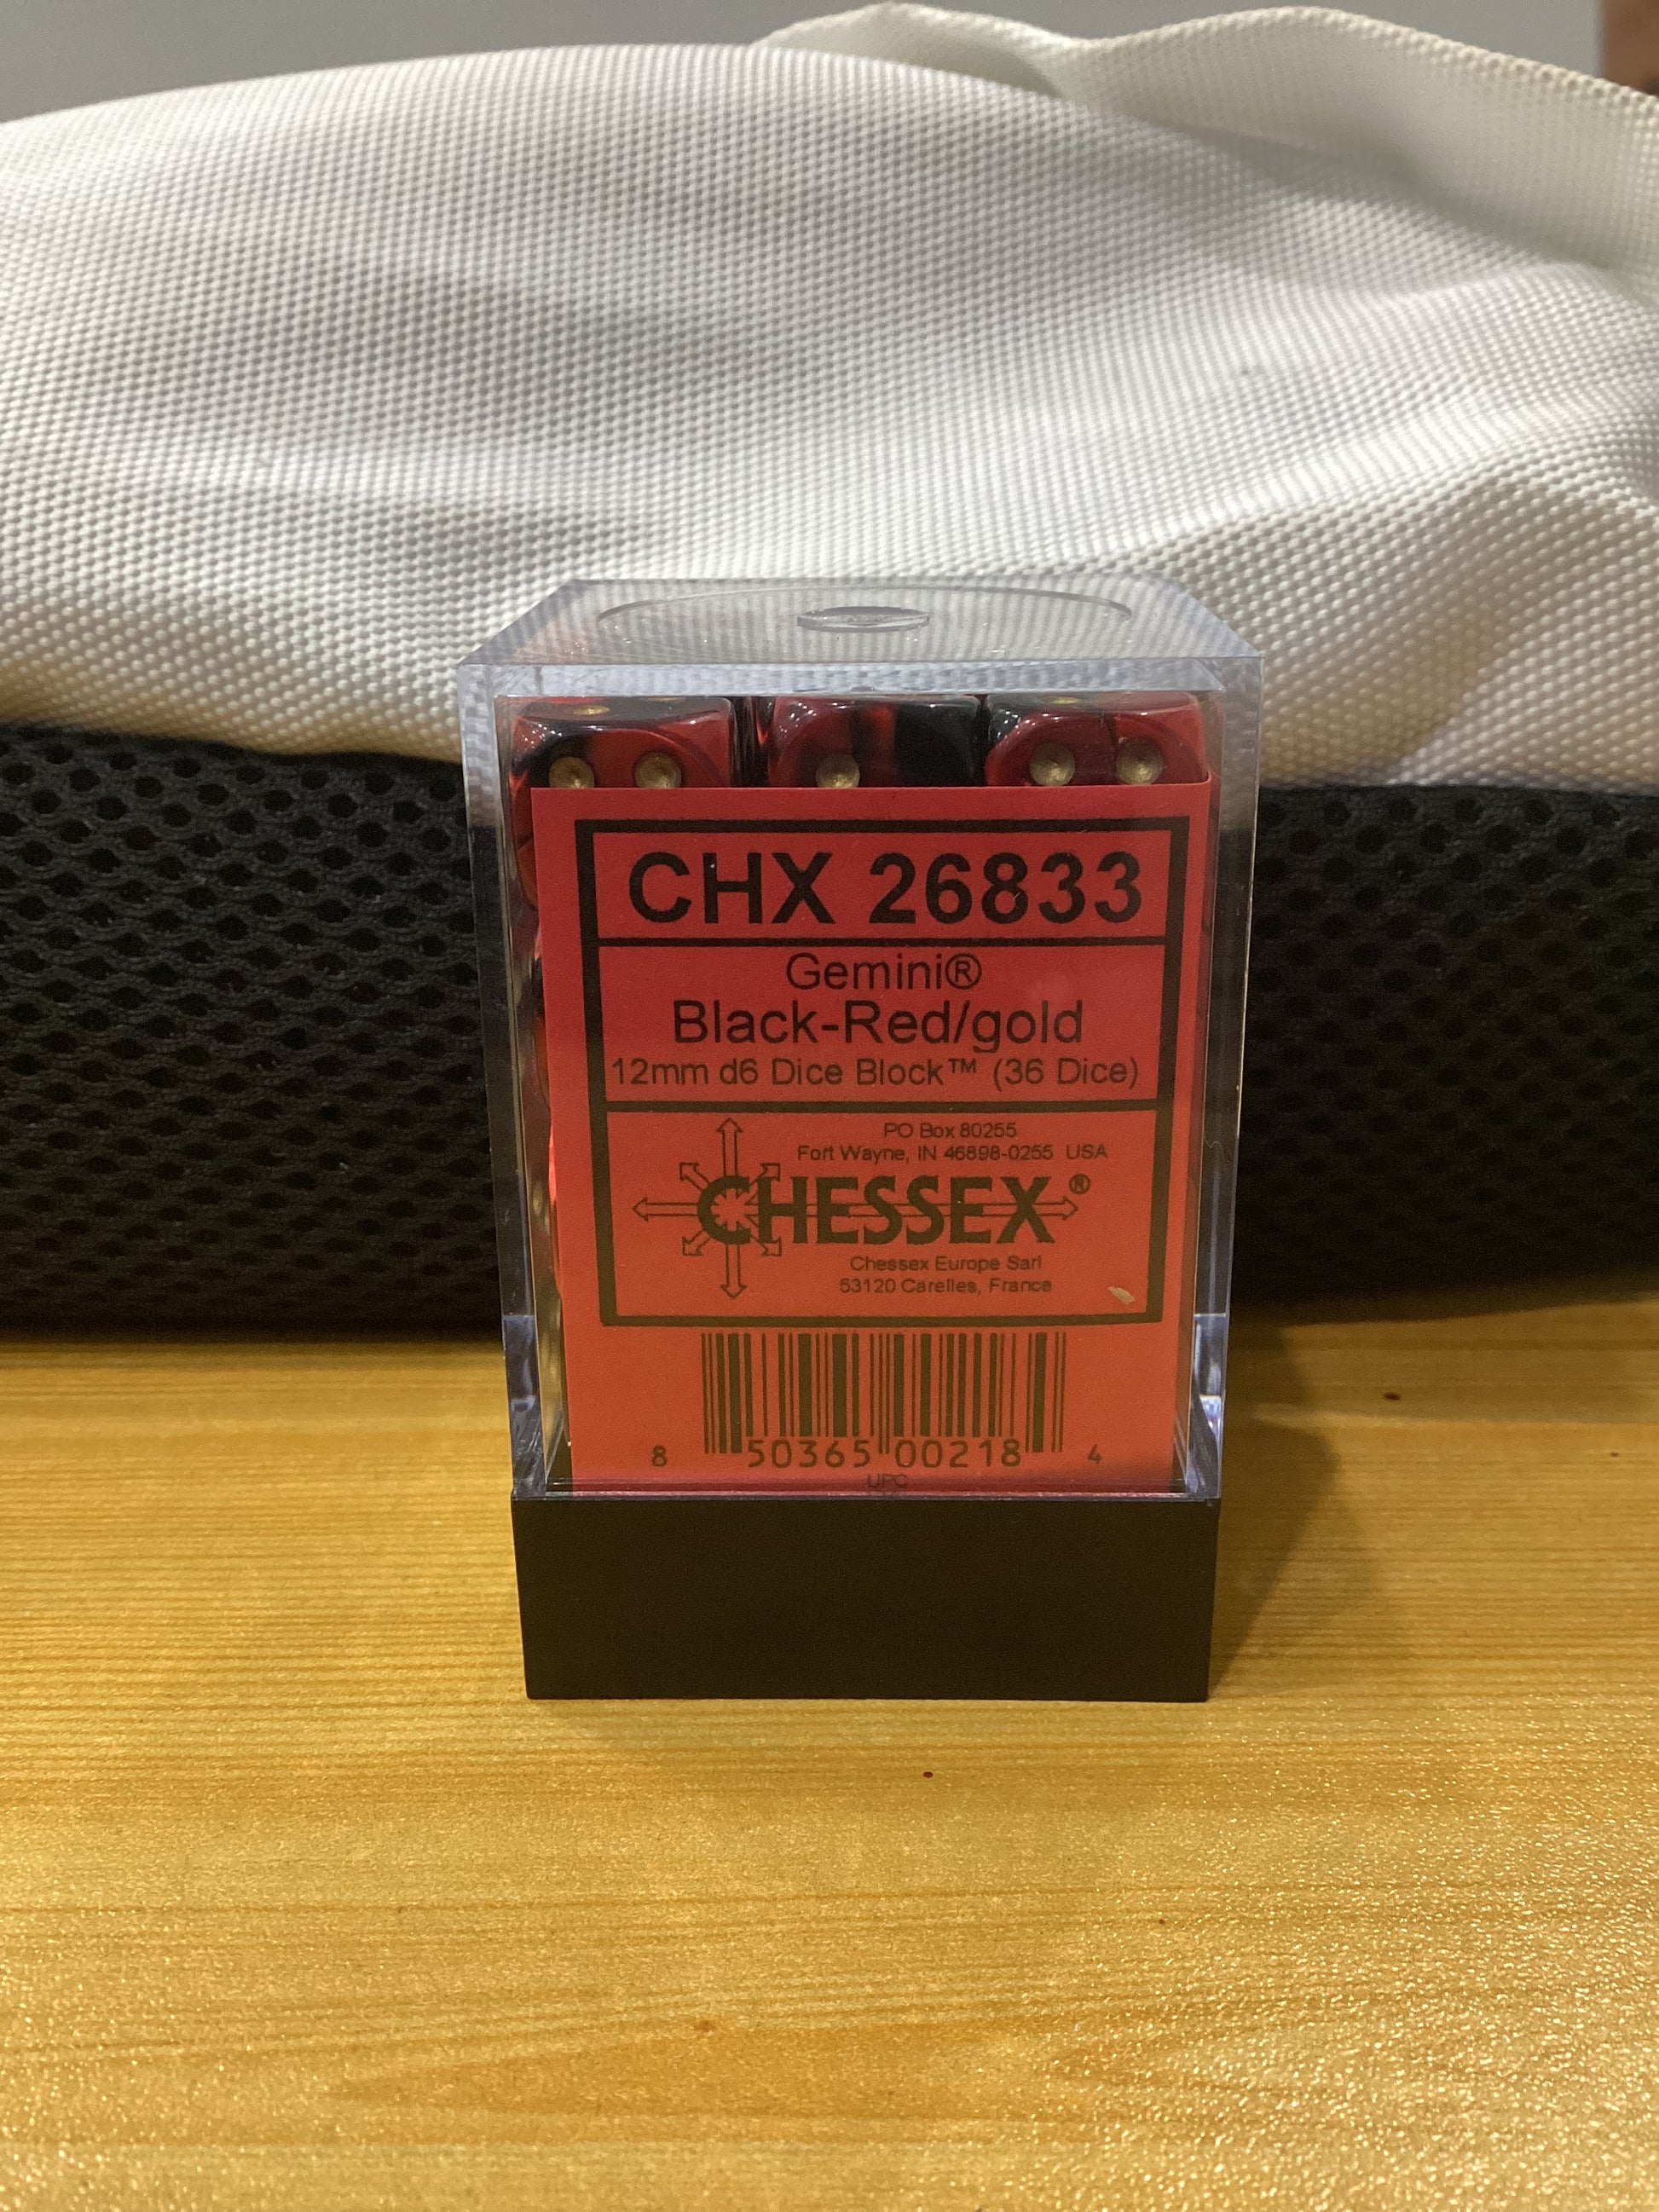 CHX 26833
Gemini®
Black-Red/gold
12mm d6 Dice Block™ (36 Dice)
PO Box 80255
Fort Wayne, IN 46898-0255 USA
CHESSEX®
Chessex Europe Sarl
53120 Carelles, France
8 50365 00218 4
UPC